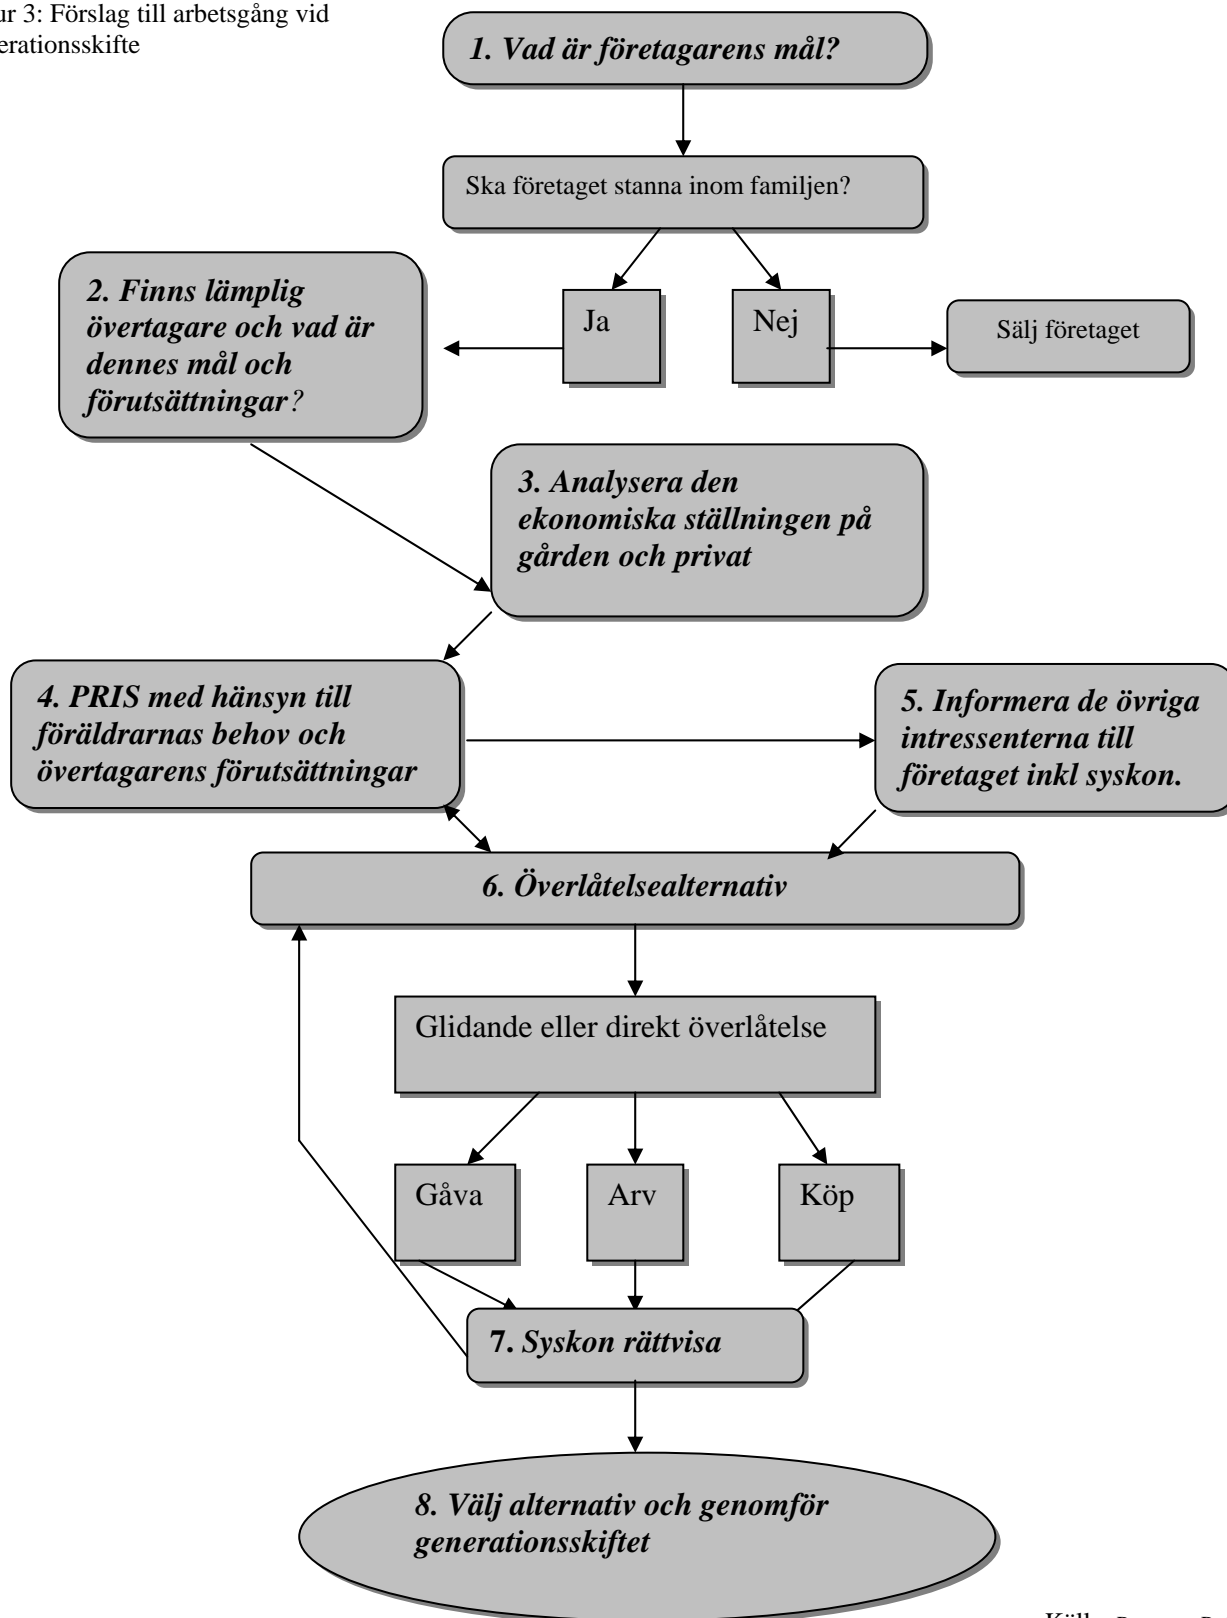 ur 3: Förslag till arbetsgång vid
erationsskifte
1. Vad är företagarens mål?
Ska företaget stanna inom familjen?
2. Finns lämplig
övertagare och vad är
dennes mål och
förutsättningar?
Ja
Nej
Sälj företaget
3. Analysera den
ekonomiska ställningen på
gården och privat
4. PRIS med hänsyn till
föräldrarnas behov och
övertagarens förutsättningar
5. Informera de övriga
intressenterna till
företaget inkl syskon.
6. Överlåtelsealternativ
Glidande eller direkt överlåtelse
Gåva
Arv
Köp
7. Syskon rättvisa
8. Välj alternativ och genomför
generationsskiftet